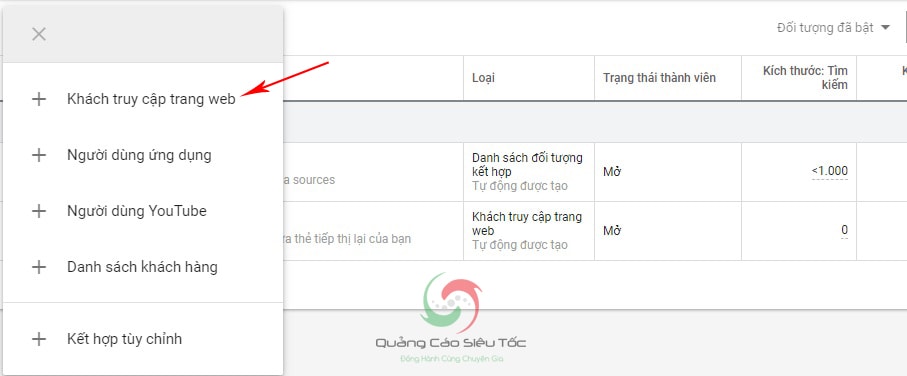 Đối tượng đã bật
Loại
Trạng thái thành viên
Kích thước: Tìm
kiếm
Khách truy cập trang web
Người dùng ứng dụng
Người dùng YouTube
Danh sách khách hàng
Kết hợp tùy chỉnh
sources
Danh sách đối tượng
kết hợp
Tự động được tạo
Mở
<1.000
thẻ tiếp thị lại của bạn
Khách truy cập trang
web
Tự động được tạo
Mở
0
Quảng Cáo Siêu Tốc
Đồng Hành Cùng Chuyên Gia